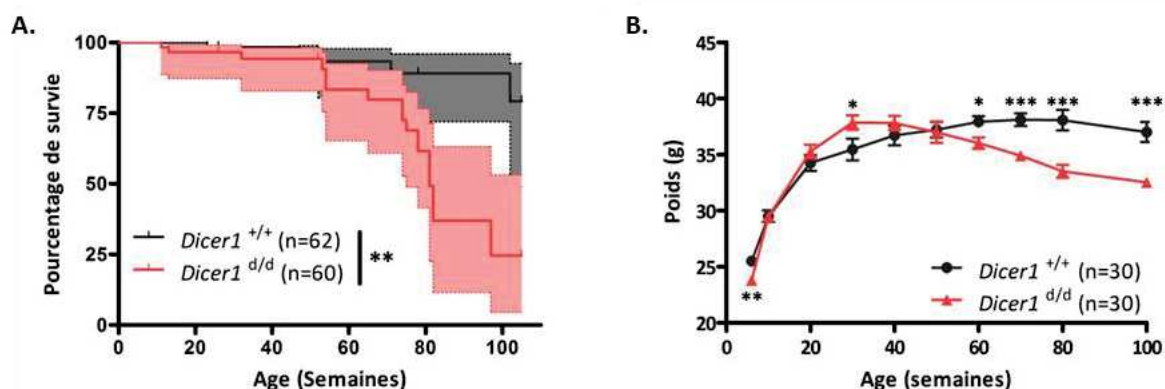 A.
Pourcentage de survie
100
75
50
25
0
Dicer1 +/+ (n=62)
Dicer1 d/d (n=60)
**
0 20 40 60 80 100
Age (Semaines)
B.
Poids (g)
45
40
35
30
25
20
* * *** *** ***
**
Dicer1 +/+ (n=30)
Dicer1 d/d (n=30)
0 20 40 60 80 100
Age (semaines)